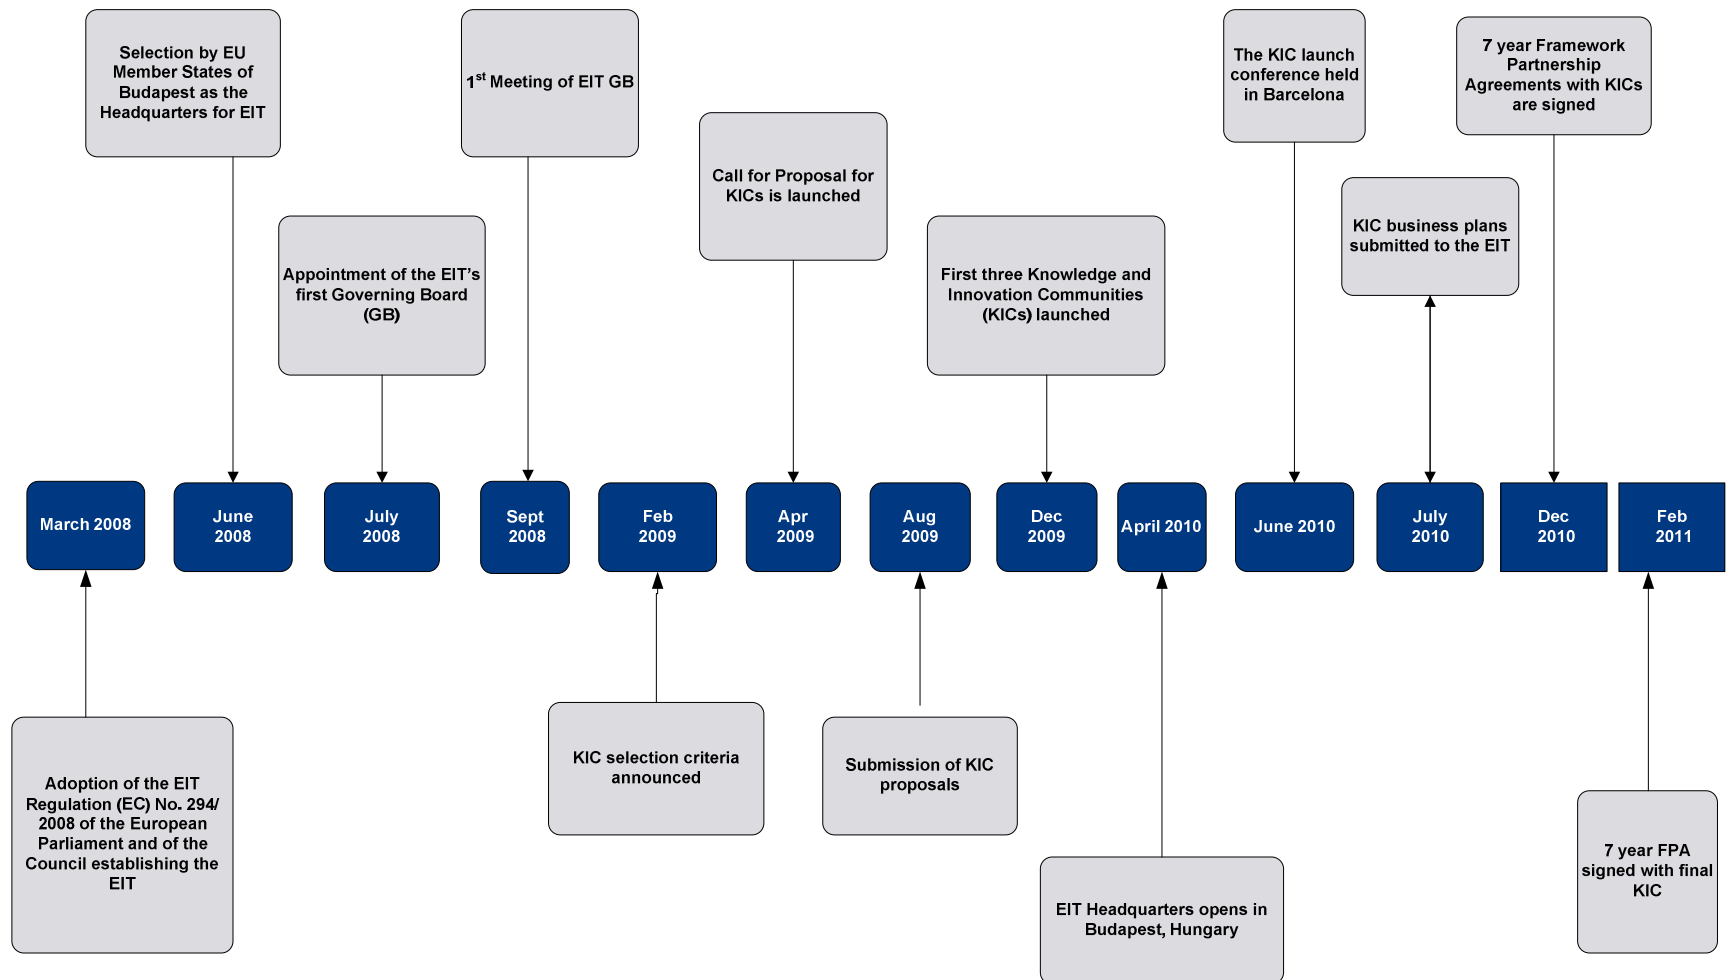 Selection by EU
Member States of
Budapest as the
Headquarters for EIT
1st Meeting of EIT GB
The KIC launch
conference held
in Barcelona
7 year Framework
Partnership
Agreements with KICs
are signed
Call for Proposal for
KICs is launched
KIC business plans
submitted to the EIT
Appointment of the EIT’s
first Governing Board
(GB)
First three Knowledge and
Innovation Communities
(KICs) launched
March 2008
June
2008
July
2008
Sept
2008
Feb
2009
Apr
2009
Aug
2009
Dec
2009
April 2010
June 2010
July
2010
Dec
2010
Feb
2011
Adoption of the EIT
Regulation (EC) No. 294/
2008 of the European
Parliament and of the
Council establishing the
EIT
KIC selection criteria
announced
Submission of KIC
proposals
EIT Headquarters opens in
Budapest, Hungary
7 year FPA
signed with final
KIC